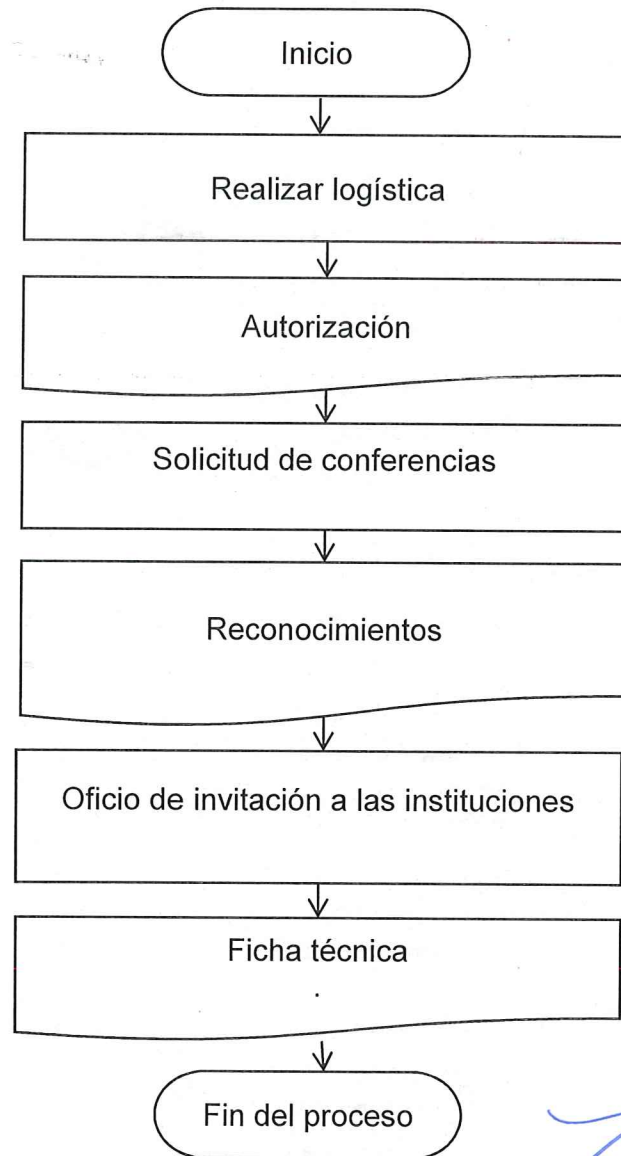 Inicio
Realizar logística
Autorización
Solicitud de conferencias
Reconocimientos
Oficio de invitación a las instituciones
Ficha técnica
.
Fin del proceso